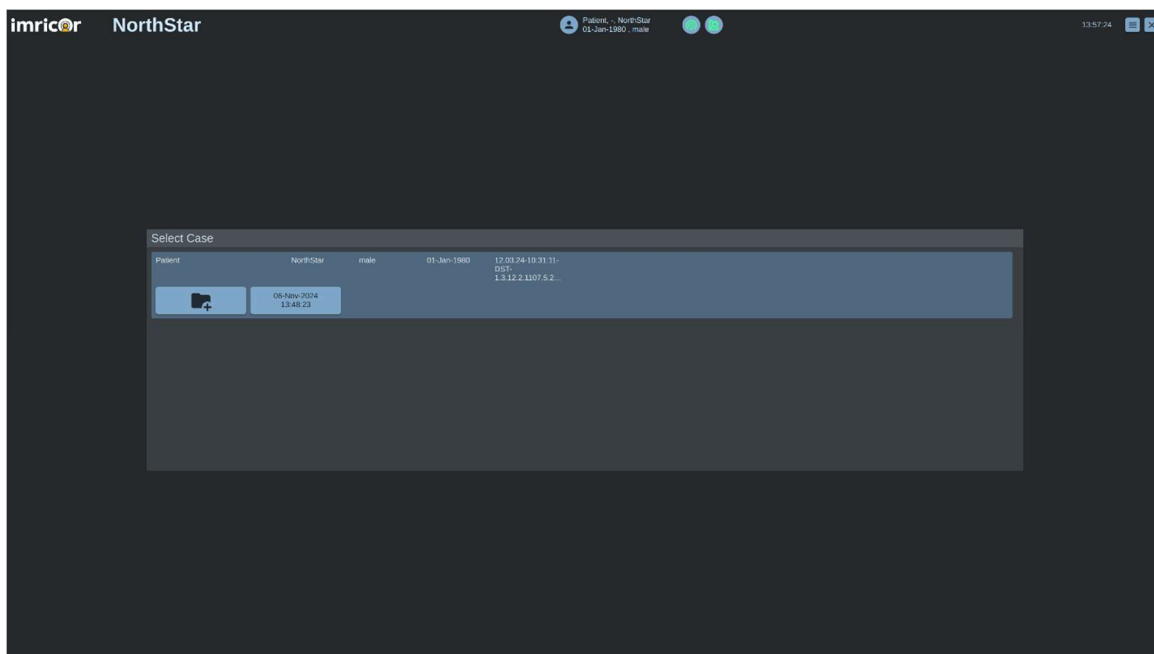 imricor NorthStar
Patient, -, NorthStar
01-Jan-1980 , male
13:57:24
Select Case
Patient NorthStar male 01-Jan-1980 12.03.24-10:31:11-
DST-
1.3.12.2.1107.5.2...
06-Nov-2024
13:48:23